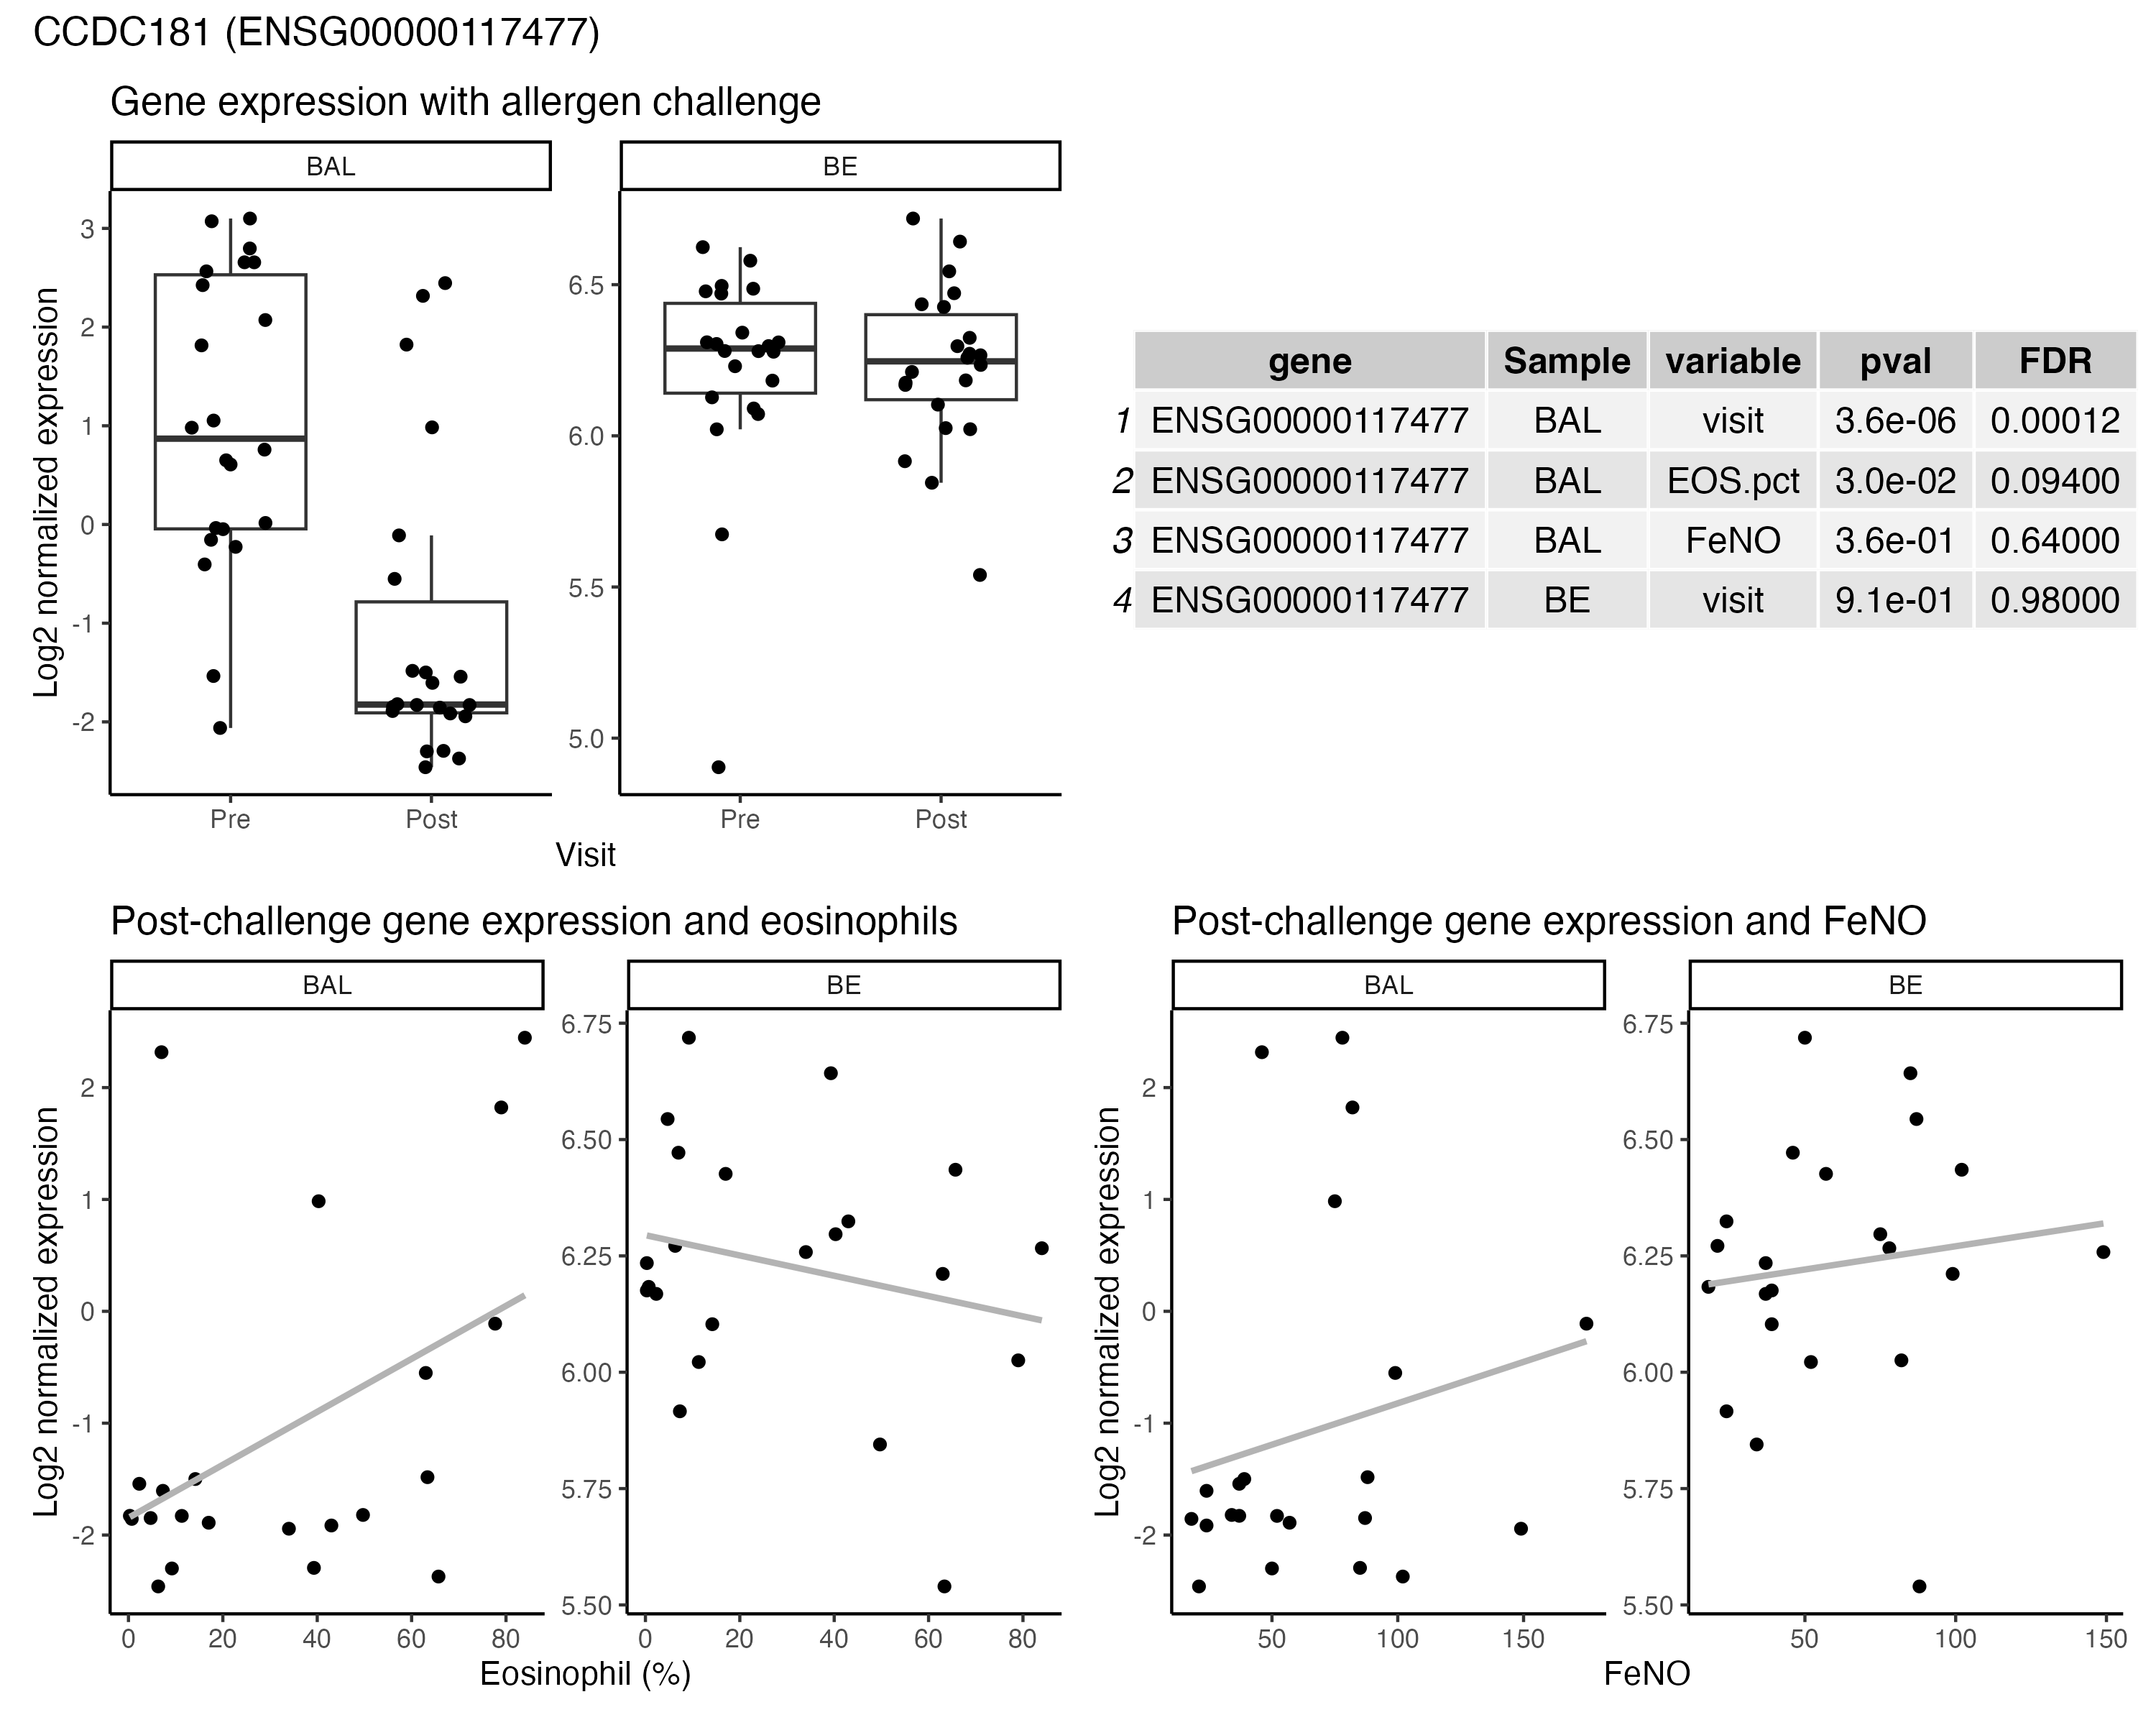 CCDC181 (ENSG00000117477)
Gene expression with allergen challenge
BAL BE
Log2 normalized expression
3
2
1
0
-1
-2
6.5
6.0
5.5
5.0
Pre Post Pre Post
Visit
gene Sample variable pval FDR
1 ENSG00000117477 BAL visit 3.6e-06 0.00012
2 ENSG00000117477 BAL EOS.pct 3.0e-02 0.09400
3 ENSG00000117477 BAL FeNO 3.6e-01 0.64000
4 ENSG00000117477 BE visit 9.1e-01 0.98000
Post-challenge gene expression and eosinophils
BAL BE
Log2 normalized expression
2
1
0
-1
-2
6.75
6.50
6.25
6.00
5.75
5.50
0 20 40 60 80 0 20 40 60 80
Eosinophil (%)
Post-challenge gene expression and FeNO
BAL BE
Log2 normalized expression
2
1
0
-1
-2
6.75
6.50
6.25
6.00
5.75
5.50
50 100 150 50 100 150
FeNO